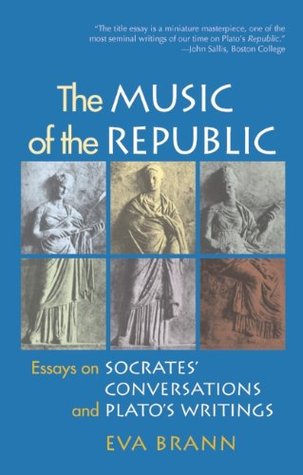 "The title essay is a miniature masterpiece, one of the
most seminal writings of our time on Plato's Republic."
—John Sallis, Boston College
The MUSIC
of the REPUBLIC
Essays on SOCRATES'
CONVERSATIONS
and PLATO'S WRITINGS
EVA BRANN